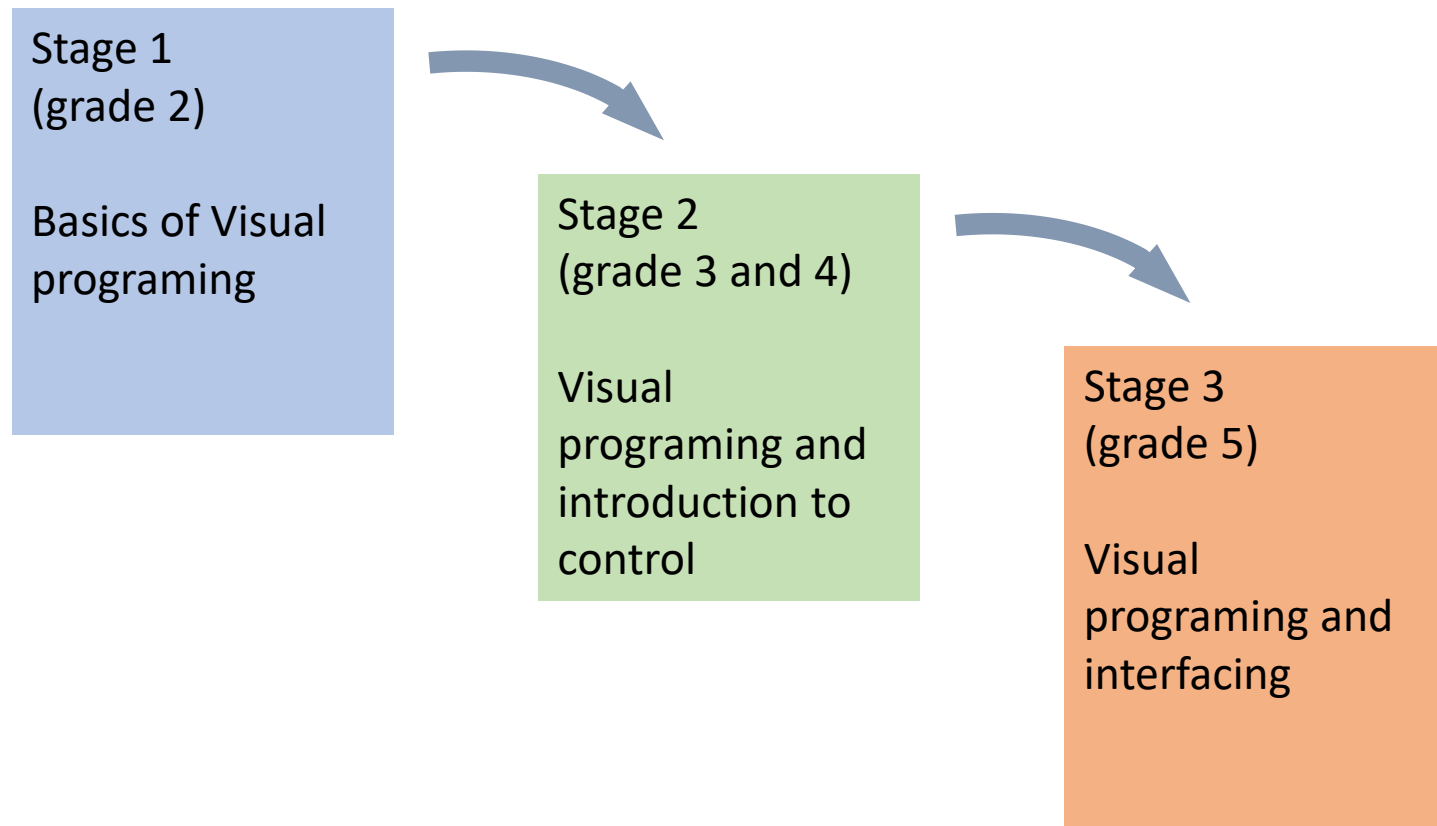 Stage 1
(grade 2)
Basics of Visual
programing
Stage 2
(grade 3 and 4)
Visual
programing and
introduction to
control
Stage 3
(grade 5)
Visual
programing and
interfacing